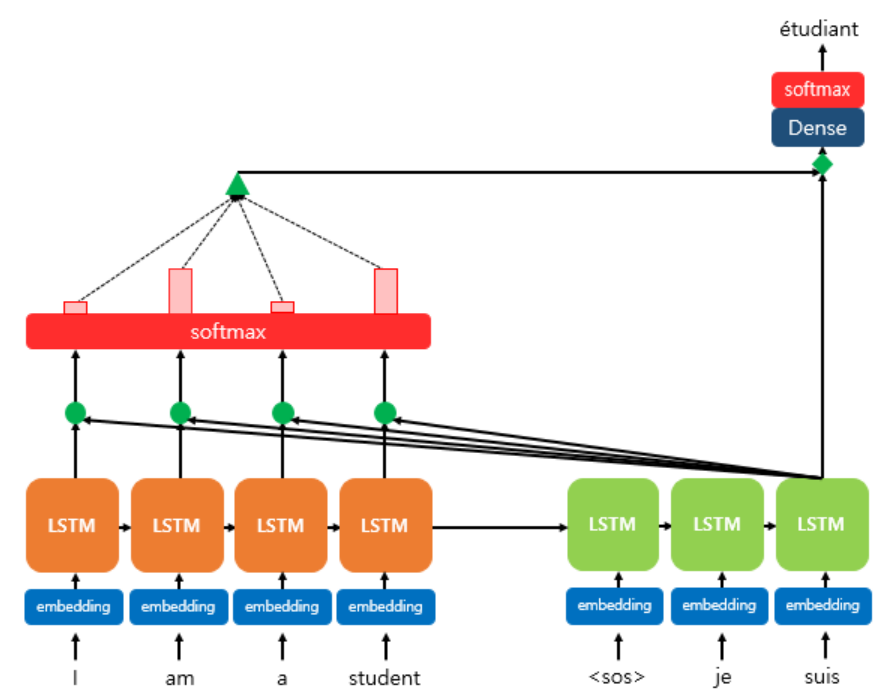 étudiant
softmax
Dense
softmax
LSTM LSTM LSTM LSTM LSTM LSTM LSTM
embedding embedding embedding embedding embedding embedding embedding
I am a student <sos> je suis